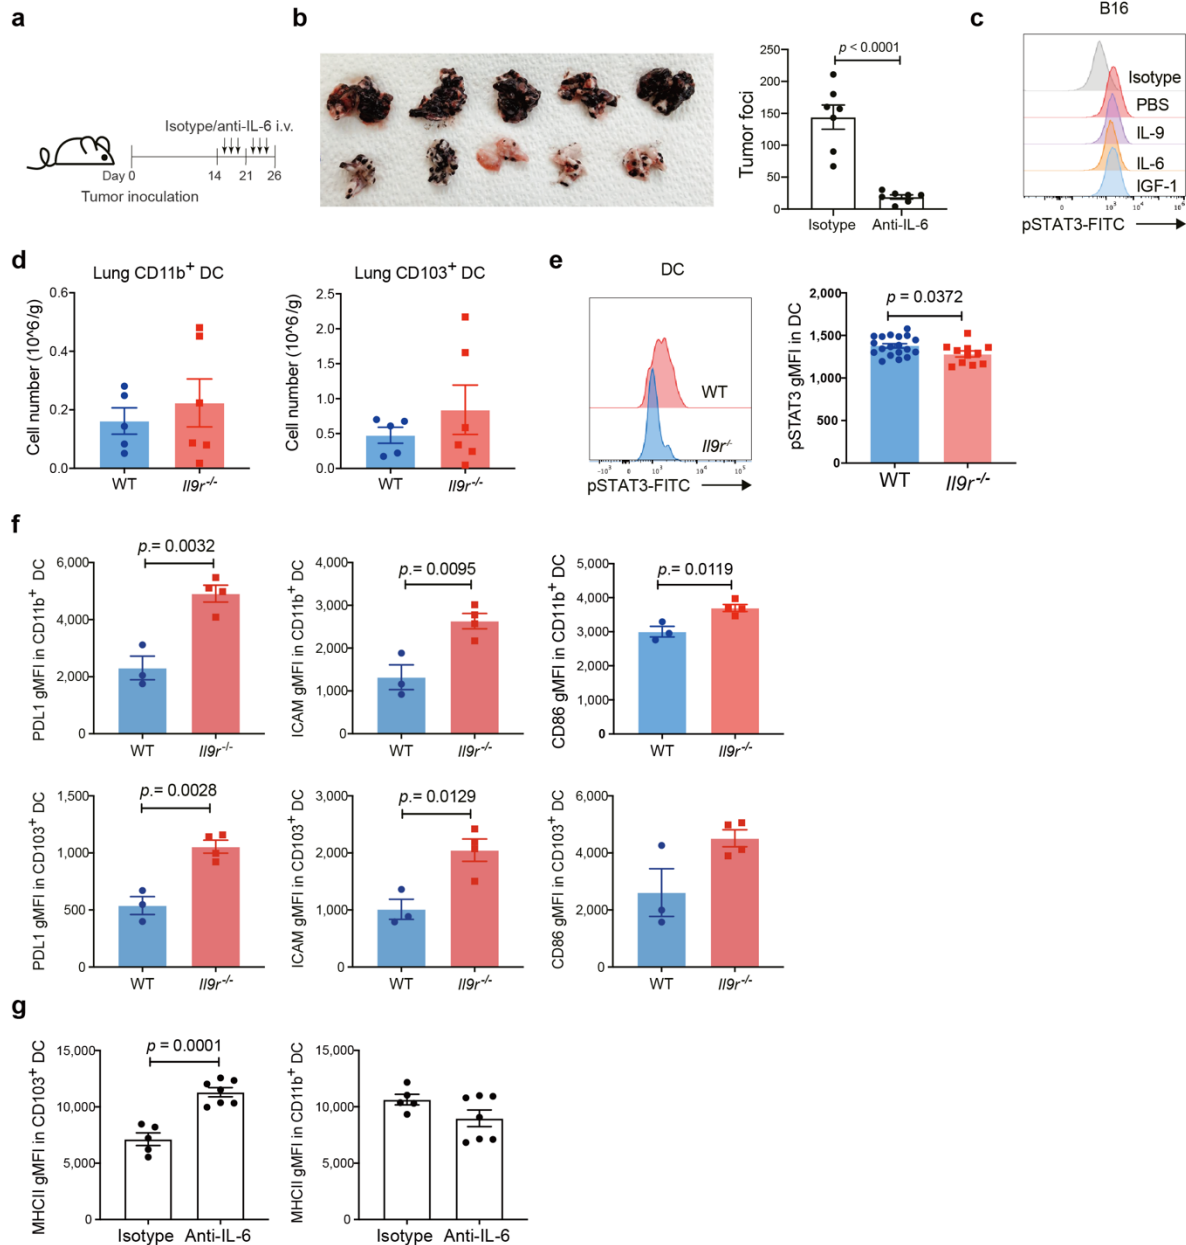 a
Isotype/anti-IL-6 i.v.
Day 0 14 21 26
Tumor inoculation
b
Tumor foci
250
200
150
100
50
0
p < 0.0001
Isotype Anti-IL-6
c
B16
Isotype
PBS
IL-9
IL-6
IGF-1
0 10³ 10⁴ 10⁶
pSTAT3-FITC
d
Lung CD11b⁺ DC
Cell number (10^6/g)
0.6
0.4
0.2
0.0
WT Il9r⁻/⁻
Lung CD103⁺ DC
Cell number (10^6/g)
2.5
2.0
1.5
1.0
0.5
0.0
WT Il9r⁻/⁻
e
DC
WT
Il9r⁻/⁻
-10³ 0 10³ 10⁴ 10⁵
pSTAT3-FITC
pSTAT3 gMFI in DC
2,000
1,500
1,000
500
0
p = 0.0372
WT Il9r⁻/⁻
f
PDL1 gMFI in CD11b⁺ DC
6,000
4,000
2,000
0
p.= 0.0032
WT Il9r⁻/⁻
ICAM gMFI in CD11b⁺ DC
4,000
3,000
2,000
1,000
0
p.= 0.0095
WT Il9r⁻/⁻
CD86 gMFI in CD11b⁺ DC
5,000
4,000
3,000
2,000
1,000
0
p.= 0.0119
WT Il9r⁻/⁻
PDL1 gMFI in CD103⁺ DC
1,500
1,000
500
0
p.= 0.0028
WT Il9r⁻/⁻
ICAM gMFI in CD103⁺ DC
3,000
2,000
1,000
0
p.= 0.0129
WT Il9r⁻/⁻
CD86 gMFI in CD103⁺ DC
6,000
4,000
2,000
0
WT Il9r⁻/⁻
g
MHCII gMFI in CD103⁺ DC
15,000
10,000
5,000
0
p = 0.0001
Isotype Anti-IL-6
MHCII gMFI in CD11b⁺ DC
15,000
10,000
5,000
0
Isotype Anti-IL-6